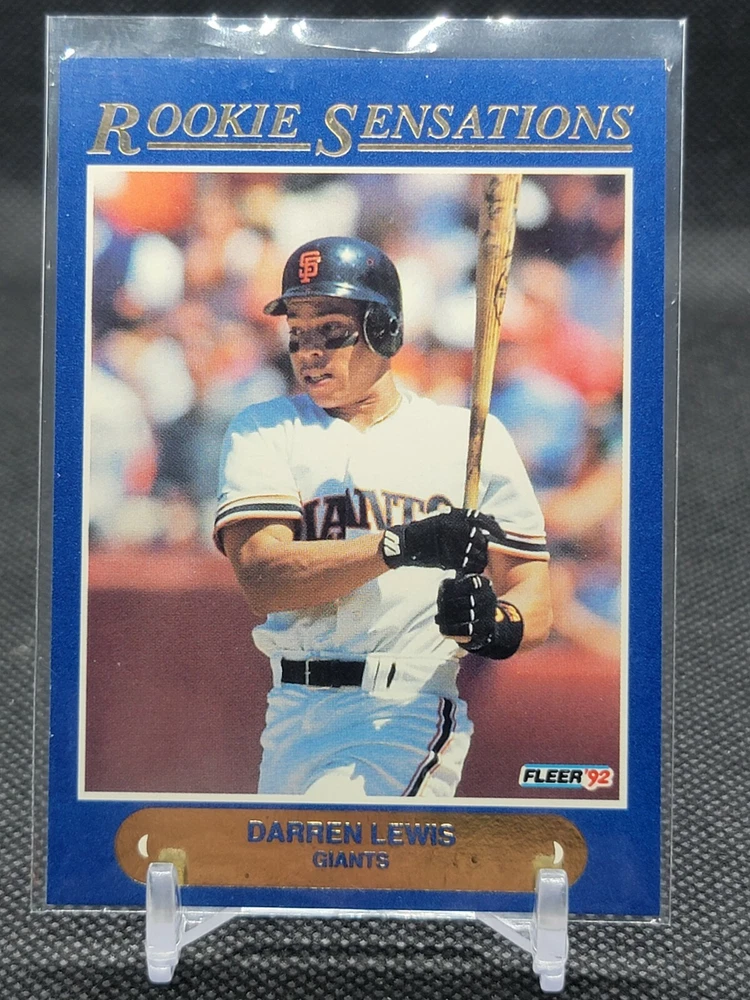 ROOKIE SENSATIONS
SF
GIANTS
FLEER '92
DARREN LEWIS
GIANTS